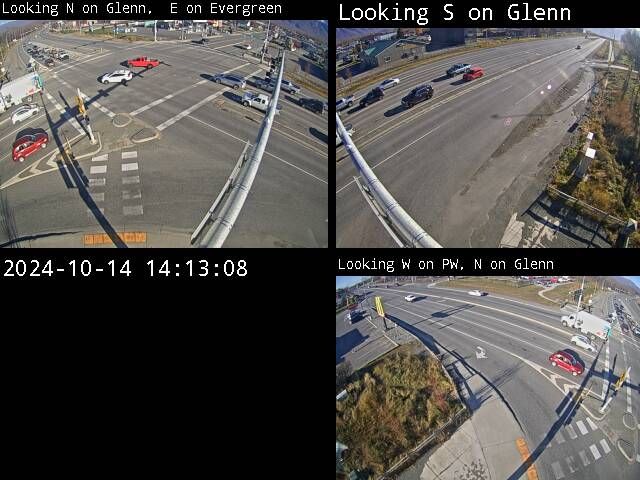 Looking N on Glenn,  E on Evergreen
Looking S on Glenn
2024-10-14 14:13:08
Looking W on PW, N on Glenn